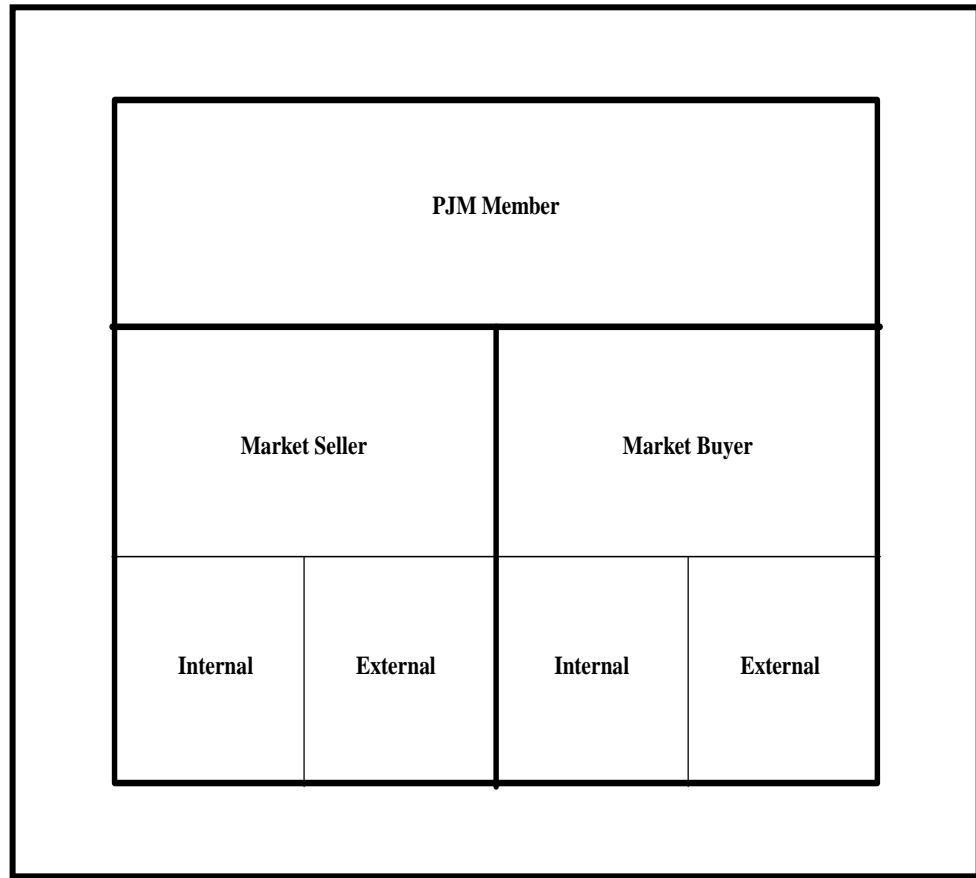 PJM Member
Market Seller
Market Buyer
Internal
External
Internal
External